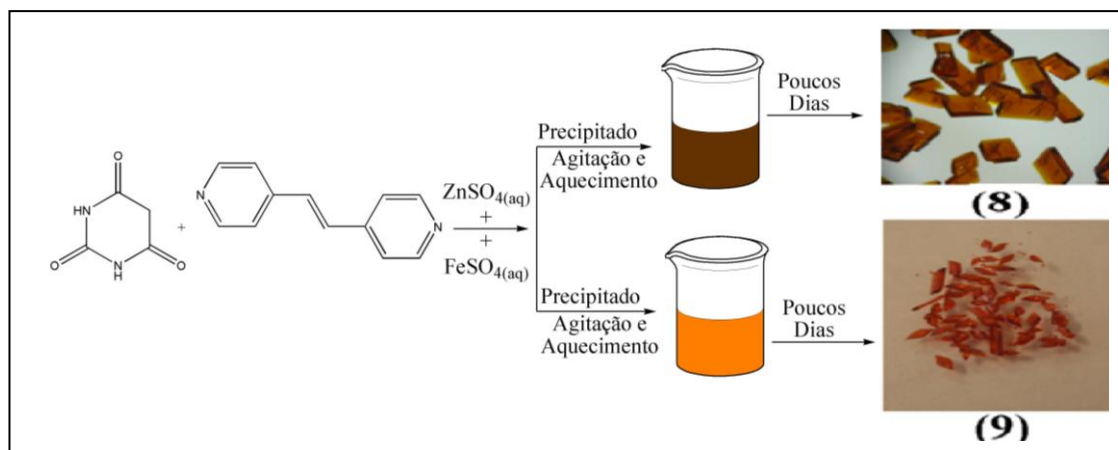 O
HN
O
N
H
O
+
N
N
ZnSO4(aq)
+
+
FeSO4(aq)
Precipitado
Agitação e
Aquecimento
Poucos
Dias
(8)
Precipitado
Agitação e
Aquecimento
Poucos
Dias
(9)